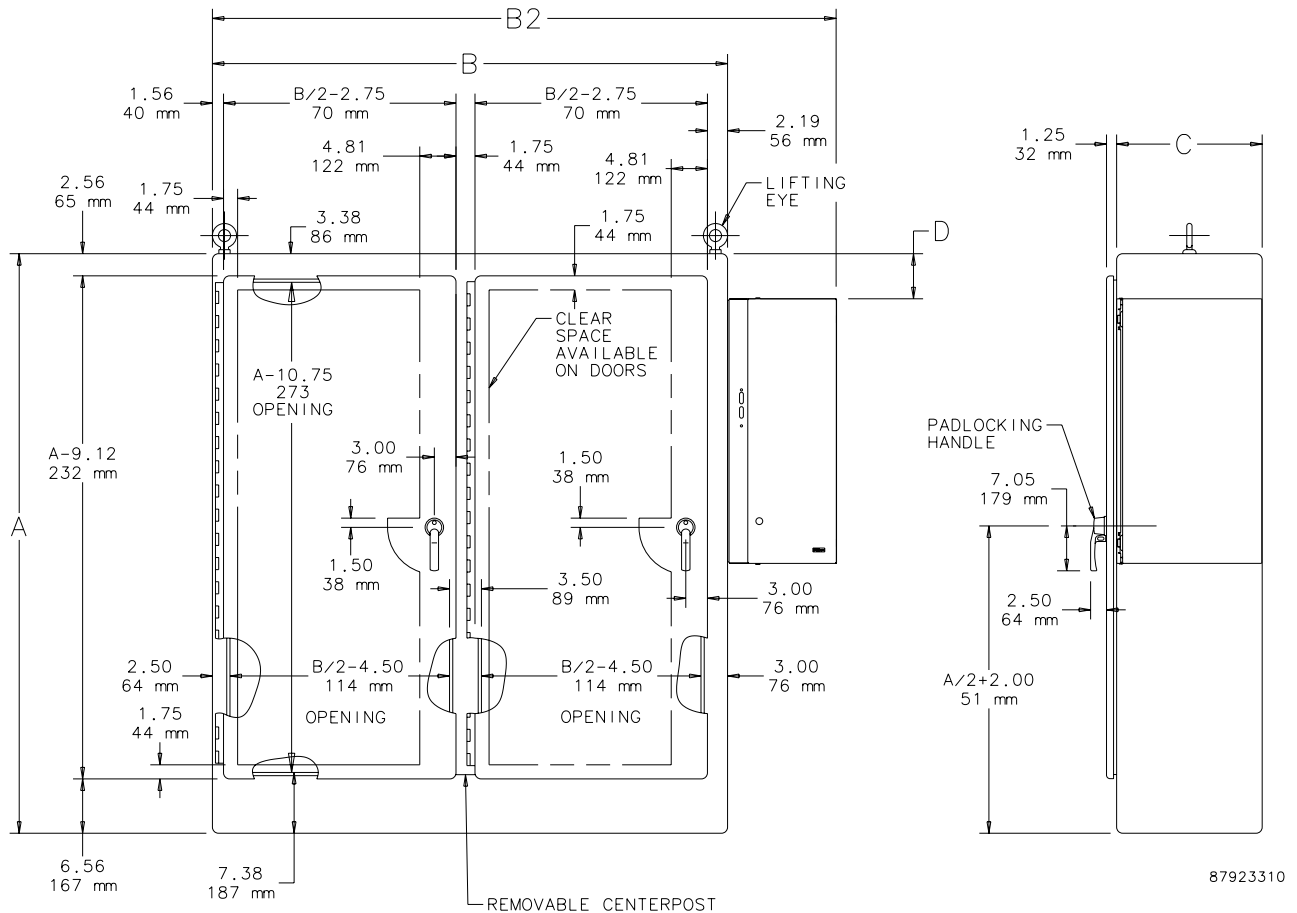 B2
B
1.56
40 mm
B/2-2.75
70 mm
B/2-2.75
70 mm
2.19
56 mm
1.25
32 mm
C
4.81
122 mm
1.75
44 mm
4.81
122 mm
2.56
65 mm
1.75
44 mm
3.38
86 mm
1.75
44 mm
LIFTING
EYE
D
CLEAR
SPACE
AVAILABLE
ON DOORS
A-10.75
273
OPENING
A-9.12
232 mm
3.00
76 mm
1.50
38 mm
PADLOCKING
HANDLE
7.05
179 mm
A
1.50
38 mm
3.50
89 mm
3.00
76 mm
2.50
64 mm
2.50
64 mm
B/2-4.50
114 mm
OPENING
B/2-4.50
114 mm
OPENING
3.00
76 mm
A/2+2.00
51 mm
1.75
44 mm
6.56
167 mm
7.38
187 mm
REMOVABLE CENTERPOST
87923310